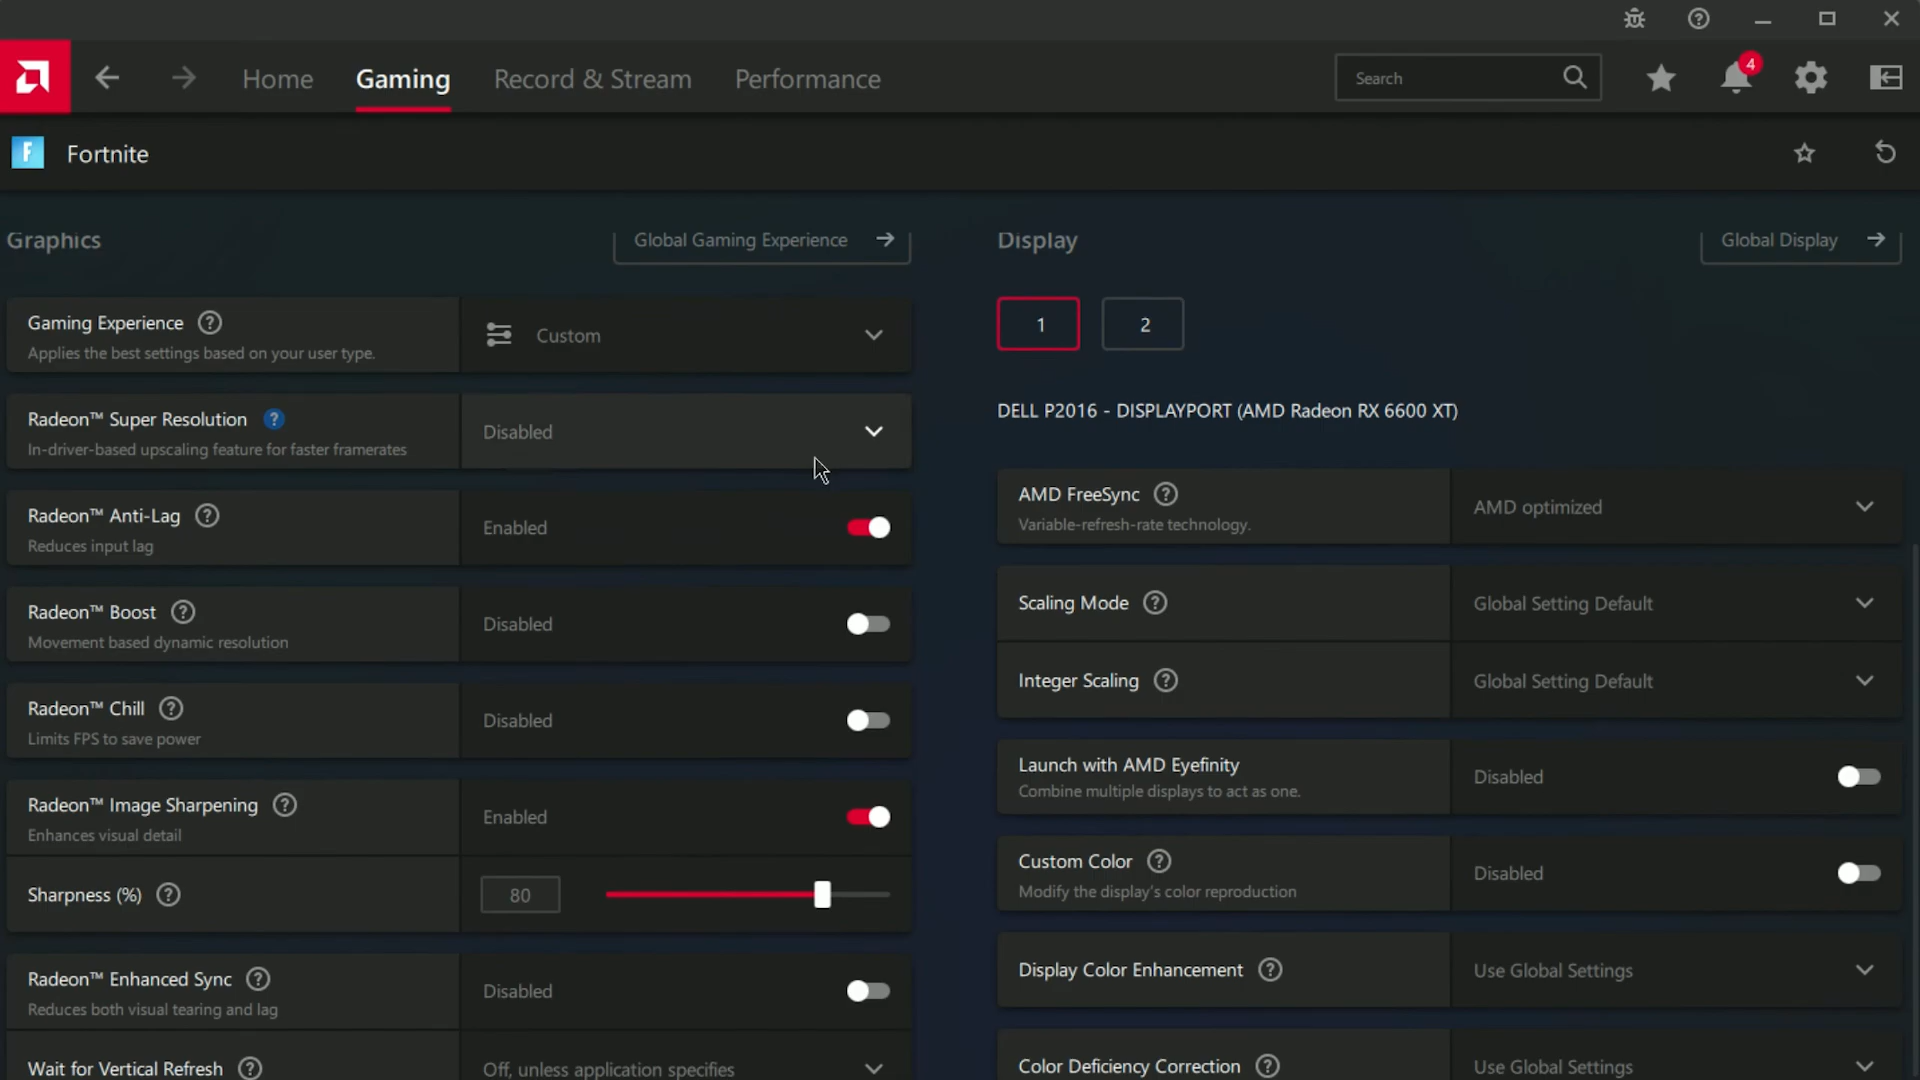 Home
Gaming
Record & Stream
Performance
Search
4
F
Fortnite
Graphics
Global Gaming Experience
Gaming Experience
Applies the best settings based on your user type.
Custom
Radeon™ Super Resolution
In-driver-based upscaling feature for faster framerates
Disabled
Radeon™ Anti-Lag
Reduces input lag
Enabled
Radeon™ Boost
Movement based dynamic resolution
Disabled
Radeon™ Chill
Limits FPS to save power
Disabled
Radeon™ Image Sharpening
Enhances visual detail
Enabled
Sharpness (%)
80
Radeon™ Enhanced Sync
Reduces both visual tearing and lag
Disabled
Wait for Vertical Refresh
Off, unless application specifies
Display
Global Display
1
2
DELL P2016 - DISPLAYPORT (AMD Radeon RX 6600 XT)
AMD FreeSync
Variable-refresh-rate technology.
AMD optimized
Scaling Mode
Global Setting Default
Integer Scaling
Global Setting Default
Launch with AMD Eyefinity
Combine multiple displays to act as one.
Disabled
Custom Color
Modify the display's color reproduction
Disabled
Display Color Enhancement
Use Global Settings
Color Deficiency Correction
Use Global Settings